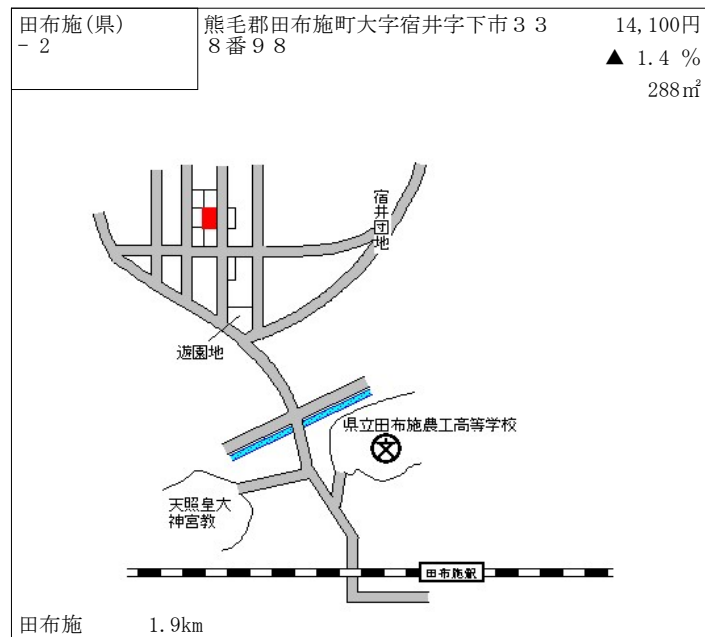 田布施(県)
- 2
熊毛郡田布施町大字宿井字下市33
8番98
14,100円
▲ 1.4 %
288㎡
宿井団地
遊園地
県立田布施農工高等学校
天照皇大
神宮教
田布施駅
田布施 1.9km